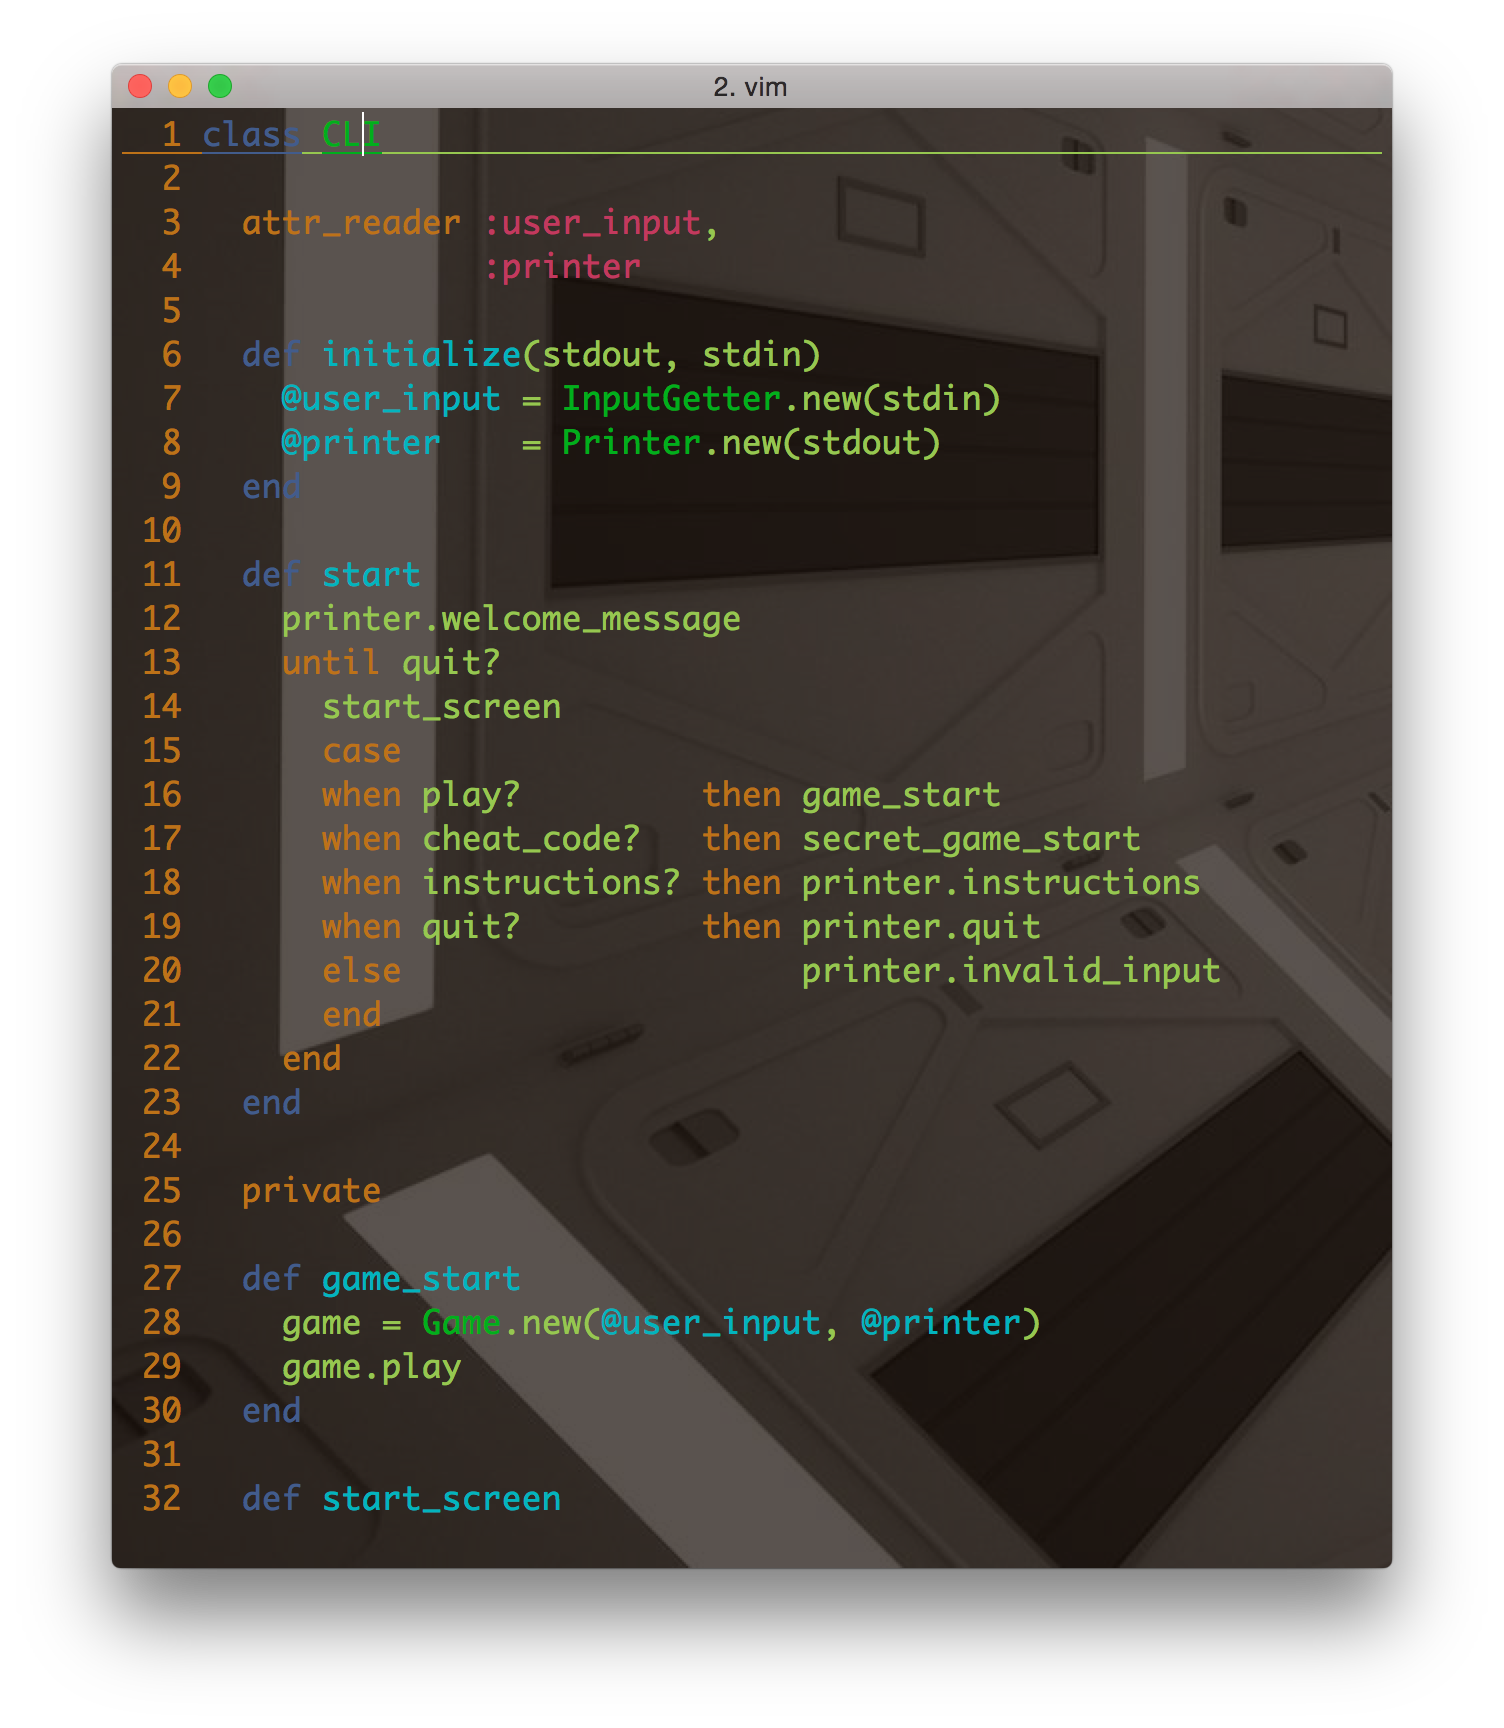 2. vim
1 class CLI
2
3   attr_reader :user_input,
4               :printer
5
6   def initialize(stdout, stdin)
7     @user_input = InputGetter.new(stdin)
8     @printer    = Printer.new(stdout)
9   end
10
11   def start
12     printer.welcome_message
13     until quit?
14       start_screen
15       case
16       when play?         then game_start
17       when cheat_code?   then secret_game_start
18       when instructions? then printer.instructions
19       when quit?         then printer.quit
20       else                    printer.invalid_input
21       end
22     end
23   end
24
25   private
26
27   def game_start
28     game = Game.new(@user_input, @printer)
29     game.play
30   end
31
32   def start_screen